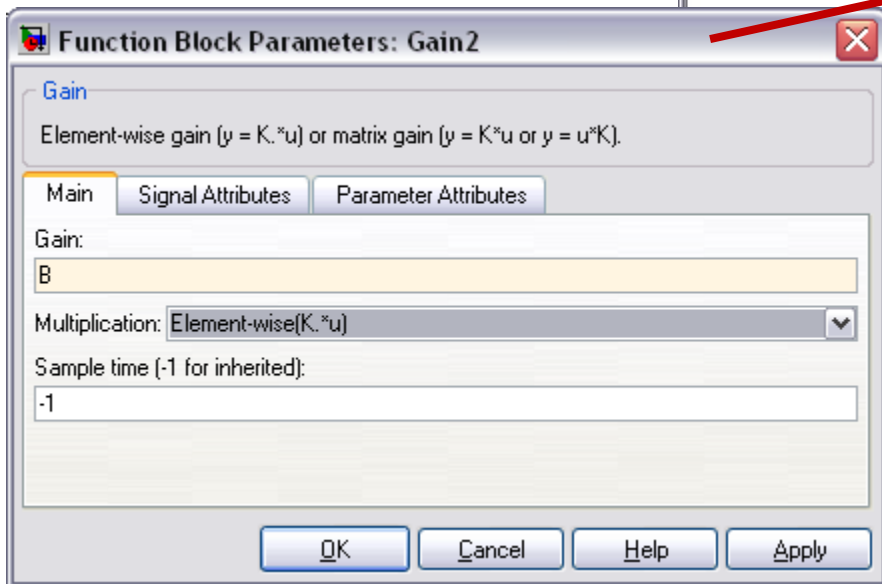 Function Block Parameters: Gain2
Gain
Element-wise gain (y = K.*u) or matrix gain (y = K*u or y = u*K).
Main Signal Attributes Parameter Attributes
Gain:
B
Multiplication: Element-wise(K.*u)
Sample time (-1 for inherited):
-1
OK Cancel Help Apply